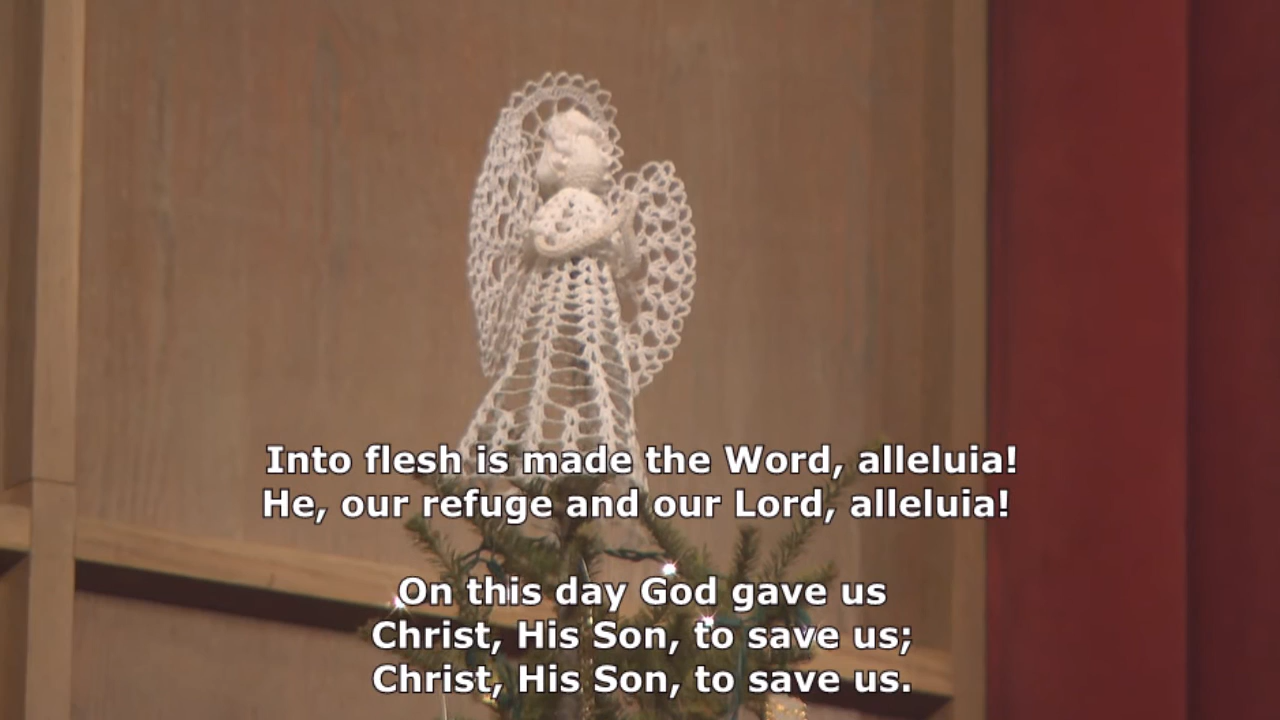 Into flesh is made the Word, alleluia!
He, our refuge and our Lord, alleluia!
On this day God gave us
Christ, His Son, to save us;
Christ, His Son, to save us.